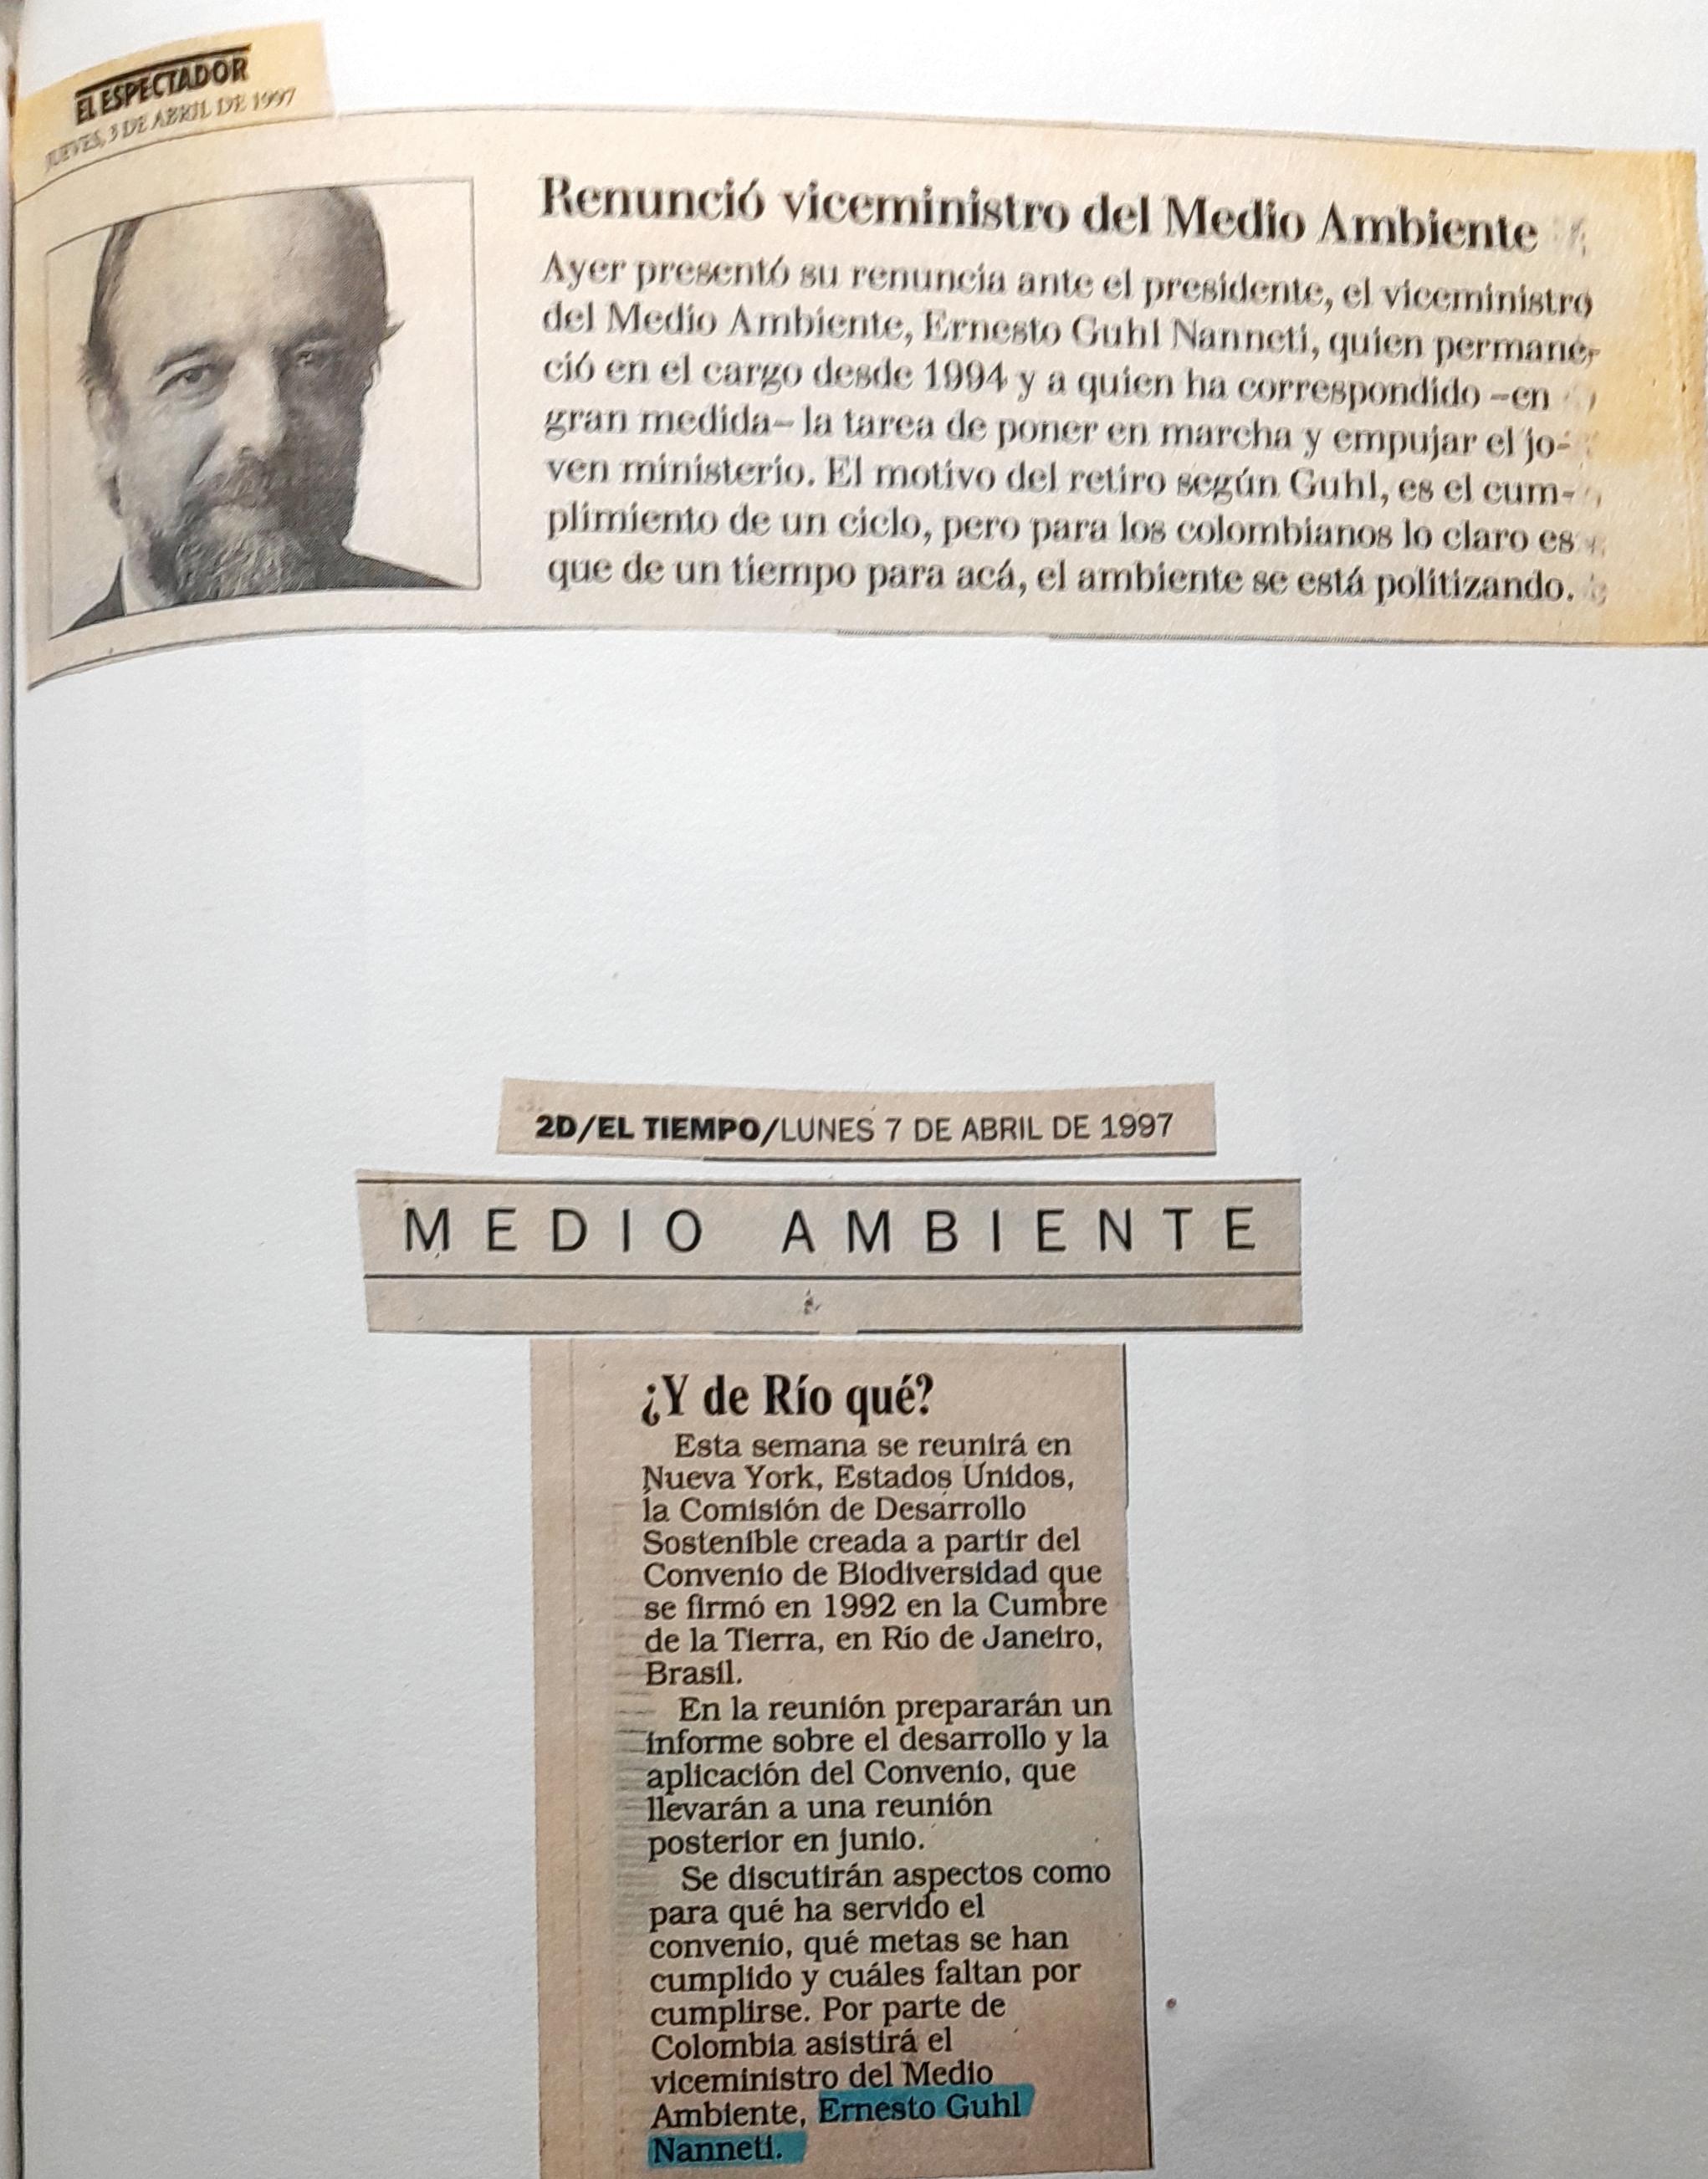 EL ESPECTADOR
JUEVES, 3 DE ABRIL DE 1997
Renunció viceministro del Medio Ambiente
Ayer presentó su renuncia ante el presidente, el viceministro
del Medio Ambiente, Ernesto Guhl Nanneti, quien permane-
ció en el cargo desde 1994 y a quien ha correspondido –en
gran medida– la tarea de poner en marcha y empujar el jo-
ven ministerio. El motivo del retiro según Guhl, es el cum-
plimiento de un ciclo, pero para los colombianos lo claro es
que de un tiempo para acá, el ambiente se está politizando.
2D/EL TIEMPO/LUNES 7 DE ABRIL DE 1997
MEDIO AMBIENTE
¿Y de Río qué?
Esta semana se reunirá en
Nueva York, Estados Unidos,
la Comisión de Desarrollo
Sostenible creada a partir del
Convenio de Biodiversidad que
se firmó en 1992 en la Cumbre
de la Tierra, en Río de Janeiro,
Brasil.
En la reunión prepararán un
informe sobre el desarrollo y la
aplicación del Convenio, que
llevarán a una reunión
posterior en junio.
Se discutirán aspectos como
para qué ha servido el
convenio, qué metas se han
cumplido y cuáles faltan por
cumplirse. Por parte de
Colombia asistirá el
viceministro del Medio
Ambiente, Ernesto Guhl
Nanneti.